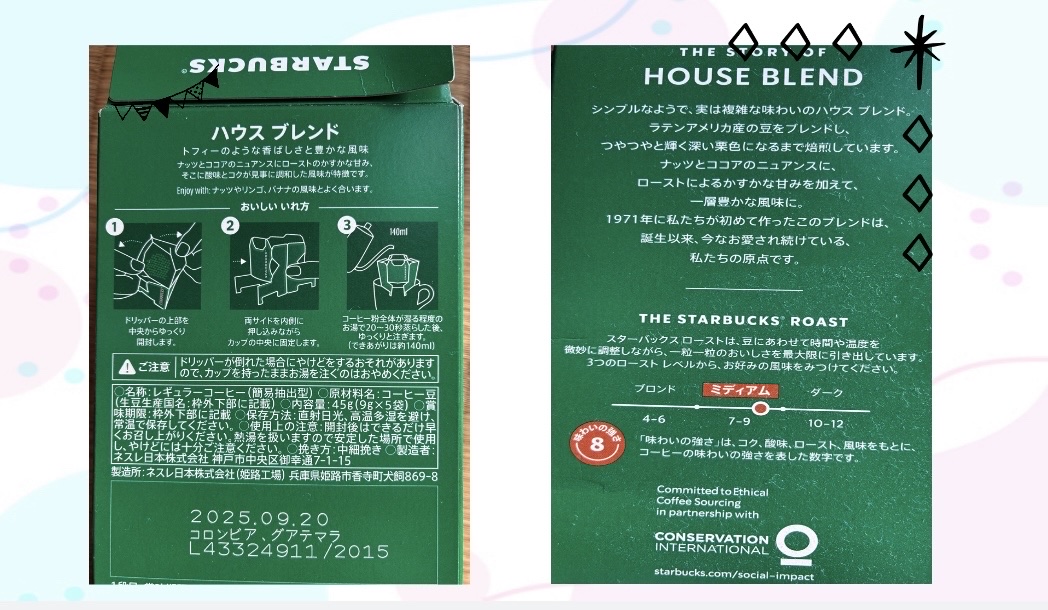 STARBUCKS®
ハウス ブレンド
トフィーのような香ばしさと豊かな風味
ナッツとココアのニュアンスにローストのかすかな甘み、
そこに酸味とコクが見事に調和した風味が特徴です。
Enjoy with: ナッツやリンゴ、バナナの風味とよく合います。
おいしい いれ方
1
2
3
140ml
ドリッパーの上部を
中央からゆっくり
開封します。
両サイドを内側に
押し込みながら
カップの中央に固定します。
コーヒー粉全体が湿る程度の
お湯で20〜30秒蒸らした後、
ゆっくりと注ぎます。
(できあがりは約140ml)
ご注意
ドリッパーが倒れた場合にやけどをするおそれがあります
ので、カップを持ったままお湯を注ぐのはおやめください。
○名称:レギュラーコーヒー(簡易抽出型) ○原材料名:コーヒー豆
(生豆生産国名:枠外下部に記載) ○内容量:45g(9g×5袋) ○賞
味期限:枠外下部に記載 ○保存方法:直射日光、高温多湿を避け、
常温で保存してください。 ○使用上の注意:開封後はできるだけ早
くお召し上がりください。熱湯を扱いますので安定した場所で使用
し、やけどには十分ご注意ください。 ○挽き方:中細挽き ○製造者:
ネスレ日本株式会社 神戸市中央区御幸通7-1-15
製造所:ネスレ日本株式会社(姫路工場) 兵庫県姫路市香寺町犬飼869-8
2025.09.20
コロンビア、グアテマラ
L43324911/2015
THE STORY OF
HOUSE BLEND
シンプルなようで、実は複雑な味わいのハウス ブレンド。
ラテンアメリカ産の豆をブレンドし、
つやつやと輝く深い栗色になるまで焙煎しています。
ナッツとココアのニュアンスに、
ローストによるかすかな甘みを加えて、
一層豊かな風味に。
1971年に私たちが初めて作ったこのブレンドは、
誕生以来、今なお愛され続けている、
私たちの原点です。
THE STARBUCKS® ROAST
スターバックス ローストは、豆にあわせて時間や温度を
微妙に調整しながら、一粒一粒のおいしさを最大限に引き出しています。
3つのロースト レベルから、お好みの風味をみつけてください。
ブロンド ミディアム ダーク
4-6 7-9 10-12
味わいの強さ
8
「味わいの強さ」は、コク、酸味、ロースト、風味をもとに、
コーヒーの味わいの強さを表した数字です。
Committed to Ethical
Coffee Sourcing
in partnership with
CONSERVATION
INTERNATIONAL
starbucks.com/social-impact